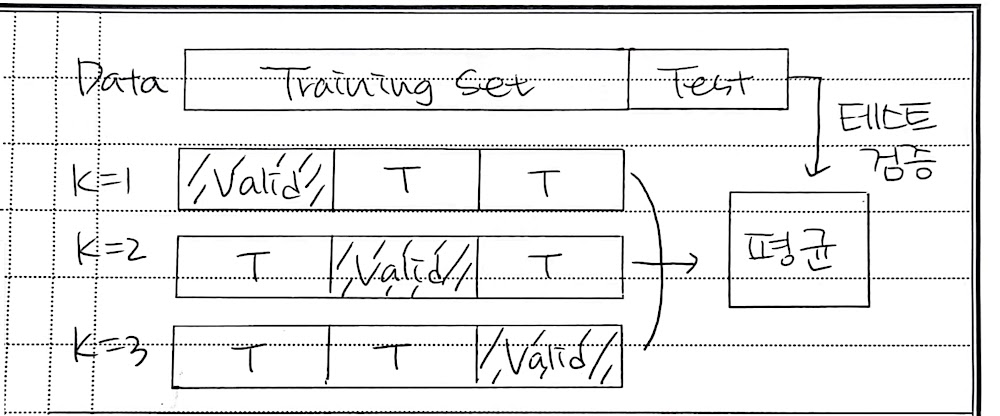 Data Training Set Test
테스트
검증
K=1 Valid T T
평균
K=2 T Valid T
K=3 T T Valid